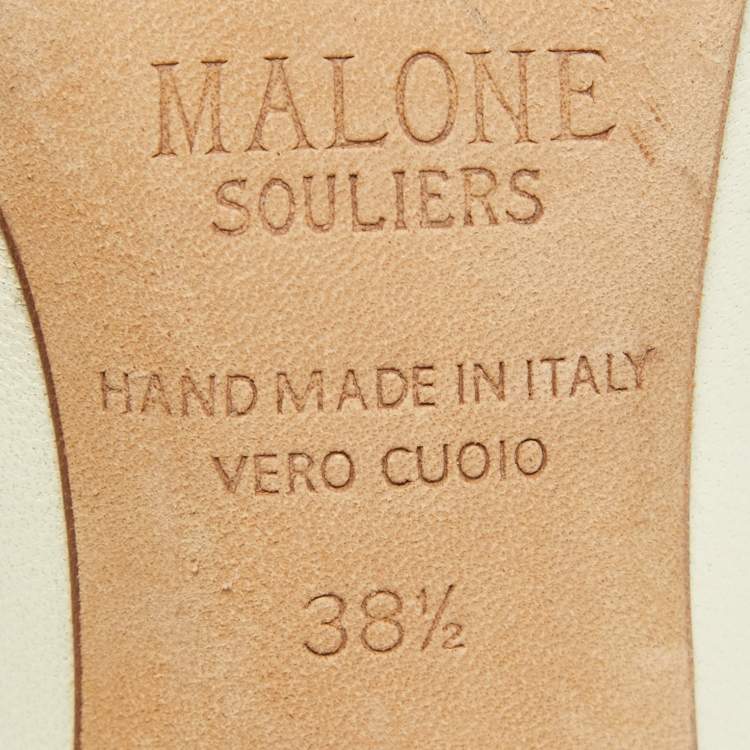 MALONE
SOULIERS
HAND MADE IN ITALY
VERO CUOIO
38½